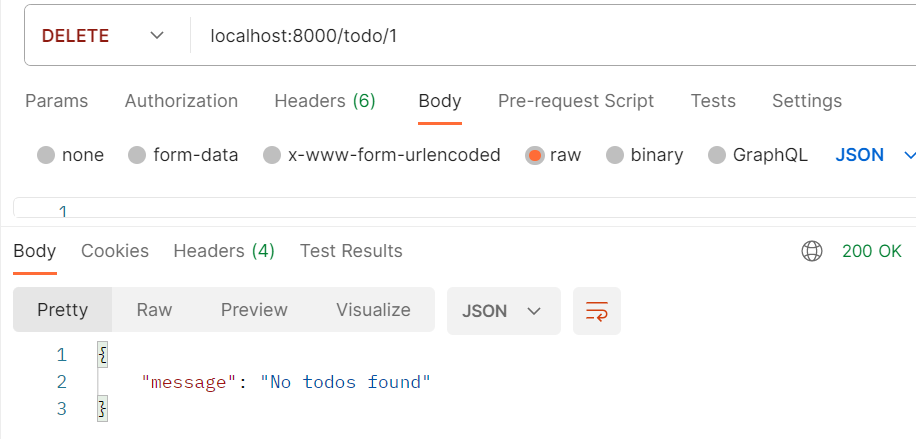 DELETE localhost:8000/todo/1
Params Authorization Headers (6) Body Pre-request Script Tests Settings
none form-data x-www-form-urlencoded raw binary GraphQL JSON
1
Body Cookies Headers (4) Test Results 200 OK
Pretty Raw Preview Visualize JSON
1 {
2 "message": "No todos found"
3 }